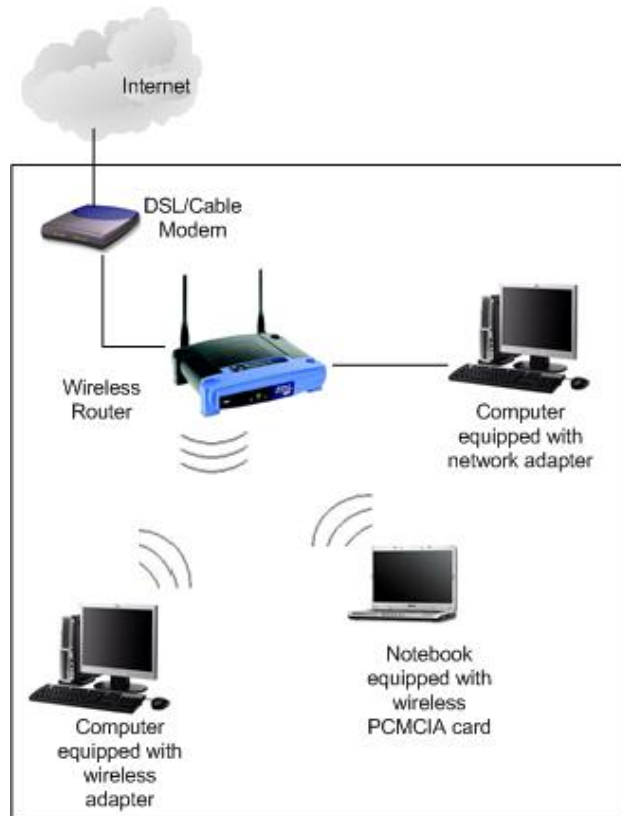 Internet
DSL/Cable
Modem
Wireless
Router
Computer
equipped with
network adapter
Notebook
equipped with
wireless
PCMCIA card
Computer
equipped with
wireless
adapter